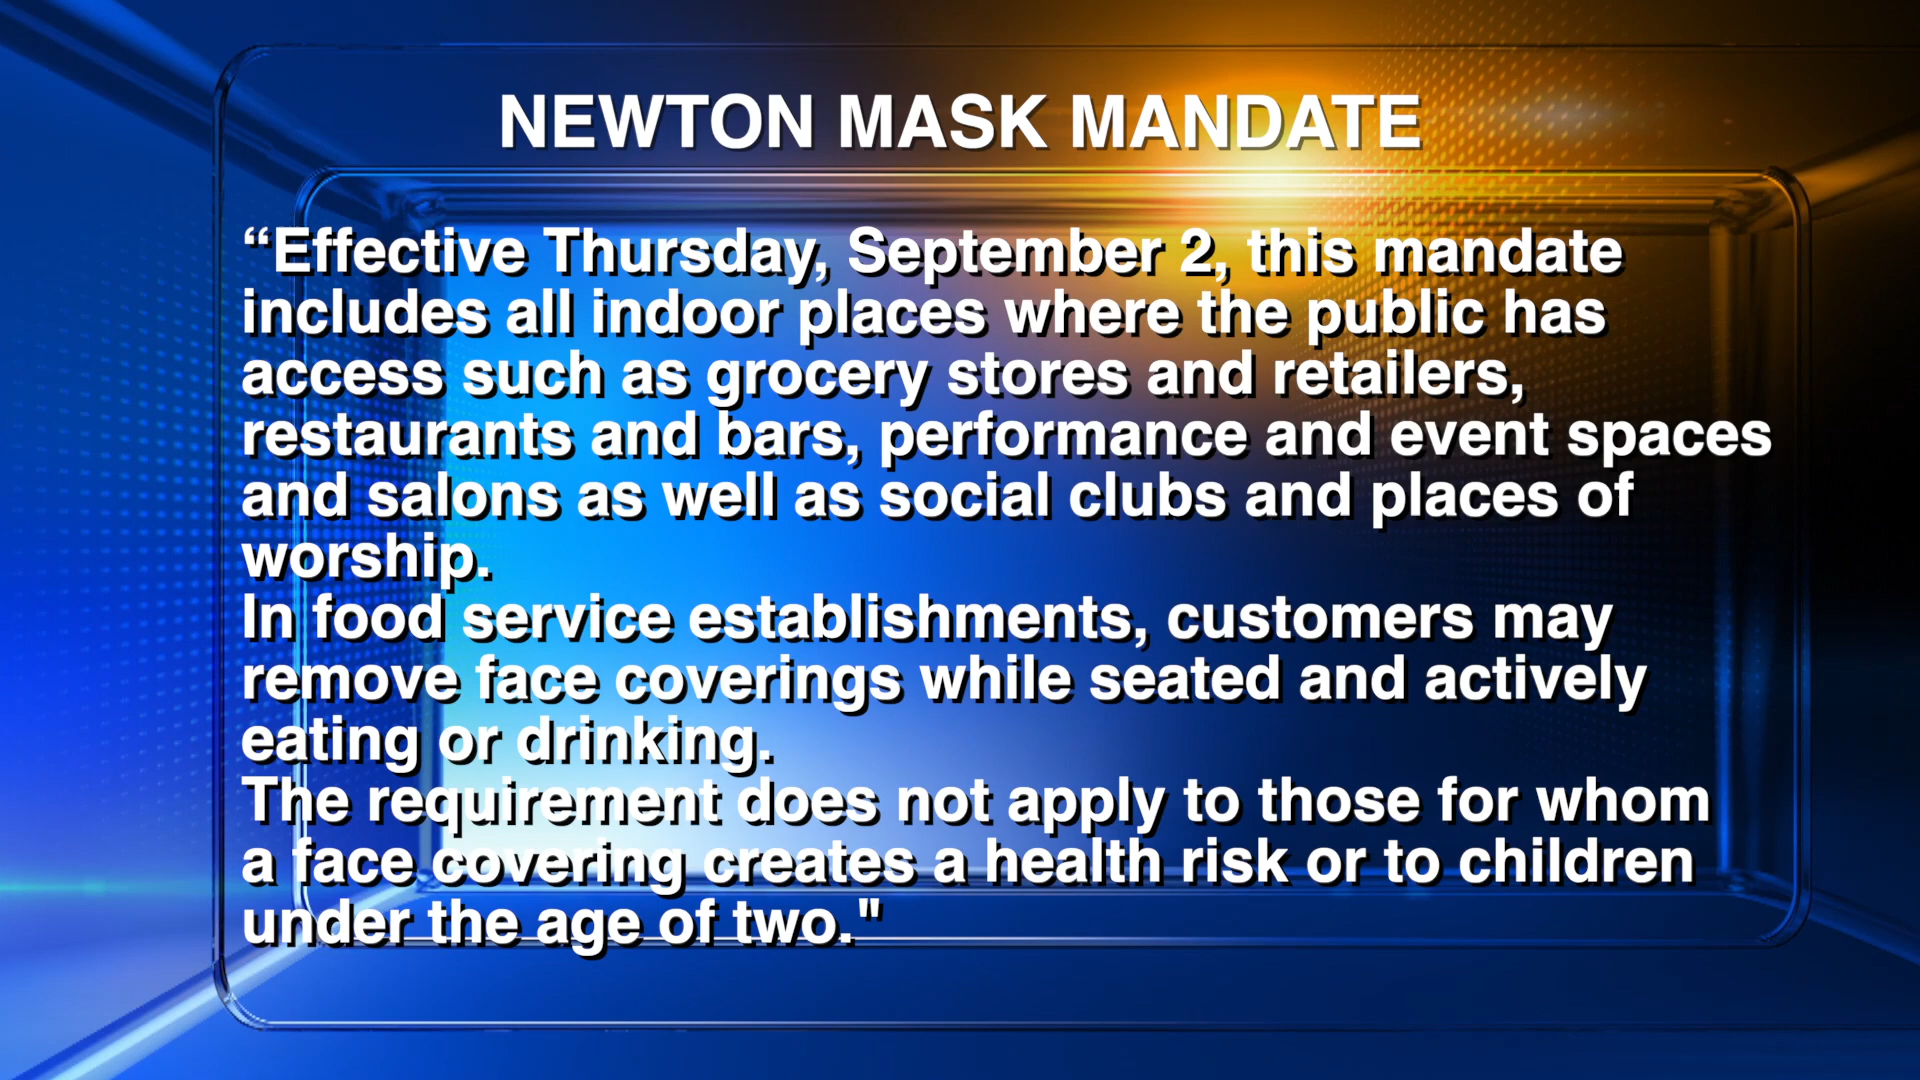 NEWTON MASK MANDATE
“Effective Thursday, September 2, this mandate
includes all indoor places where the public has
access such as grocery stores and retailers,
restaurants and bars, performance and event spaces
and salons as well as social clubs and places of
worship.
In food service establishments, customers may
remove face coverings while seated and actively
eating or drinking.
The requirement does not apply to those for whom
a face covering creates a health risk or to children
under the age of two."